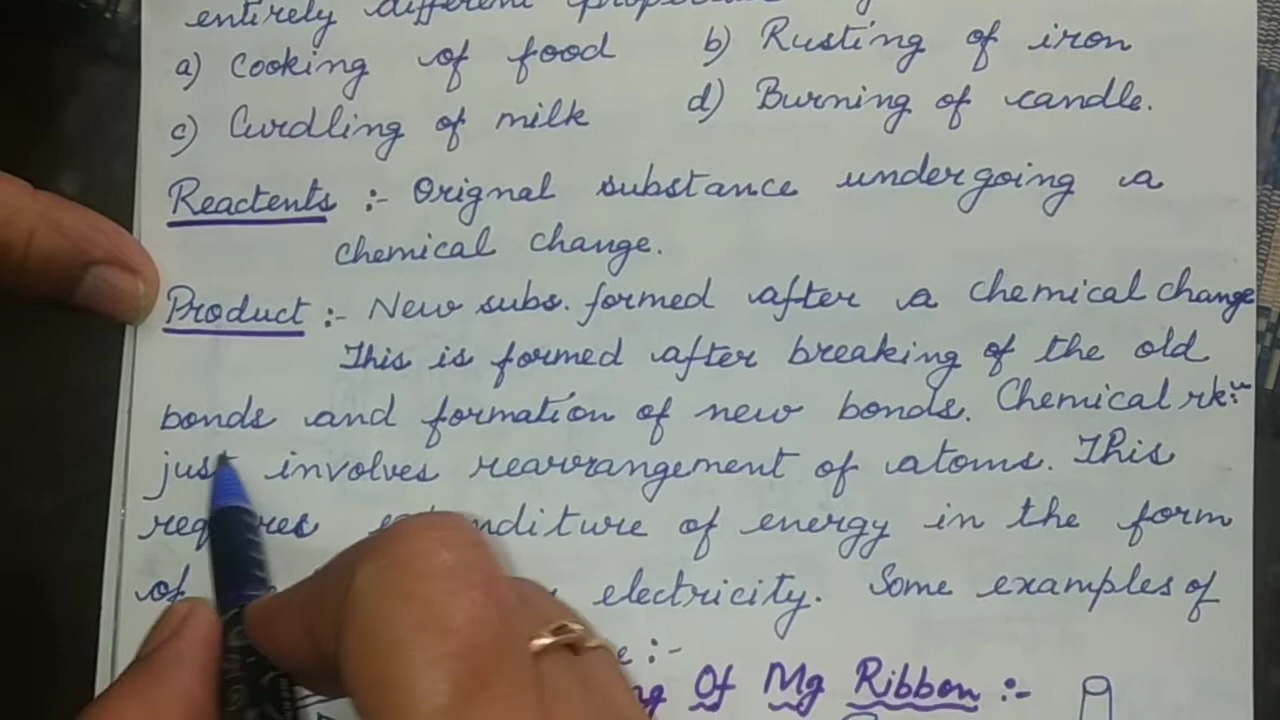 entirely different
a) Cooking of food b) Rusting of iron
c) Curdling of milk d) Burning of candle.
Reactents :- Orignal substance undergoing a
chemical change.
Product :- New subs. formed after a chemical change
This is formed after breaking of the old
bonds and formation of new bonds. Chemical rkn
just involves rearrangement of atoms. This
of energy in the form
of electricity. Some examples of
Of Mg Ribbon :-